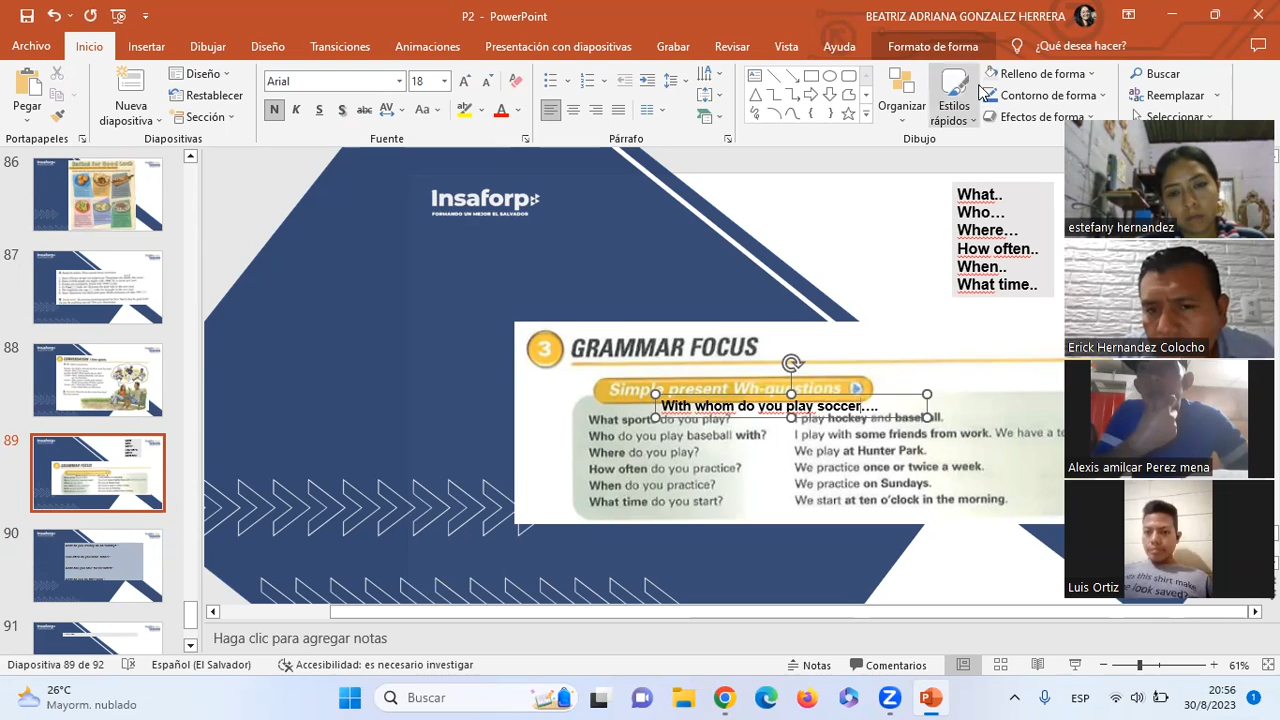 P2 - PowerPoint
BEATRIZ ADRIANA GONZALEZ HERRERA
Archivo Inicio Insertar Dibujar Diseño Transiciones Animaciones Presentación con diapositivas Grabar Revisar Vista Ayuda Formato de forma ¿Qué desea hacer?
Pegar
Nueva
diapositiva
Diseño
Restablecer
Sección
Arial
18
N K S S abc AV Aa
Organizar
Estilos
rápidos
Relleno de forma
Contorno de forma
Efectos de forma
Buscar
Reemplazar
Seleccionar
Portapapeles
Diapositivas
Fuente
Párrafo
Dibujo
86
87
88
89
90
91
Insaforp
FORMANDO UN MEJOR EL SALVADOR
What..
Who…
Where…
How often..
When..
What time..
3 GRAMMAR FOCUS
Simple present Wh-questions
With whom do you play soccer….
What sport do you play?
I play hockey and baseball.
Who do you play baseball with?
I play with some friends from work. We have a te
Where do you play?
We play at Hunter Park.
How often do you practice?
We practice once or twice a week.
When do you practice?
We practice on Sundays.
What time do you start?
We start at ten o'clock in the morning.
estefany hernandez
Erick Hernandez Colocho
Alexis aminar Perez mart
Luis Ortiz
Haga clic para agregar notas
Diapositiva 89 de 92
Español (El Salvador)
Accesibilidad: es necesario investigar
Notas
Comentarios
61%
26°C
Mayorm. nublado
Buscar
ESP
20:56
30/8/2023
1